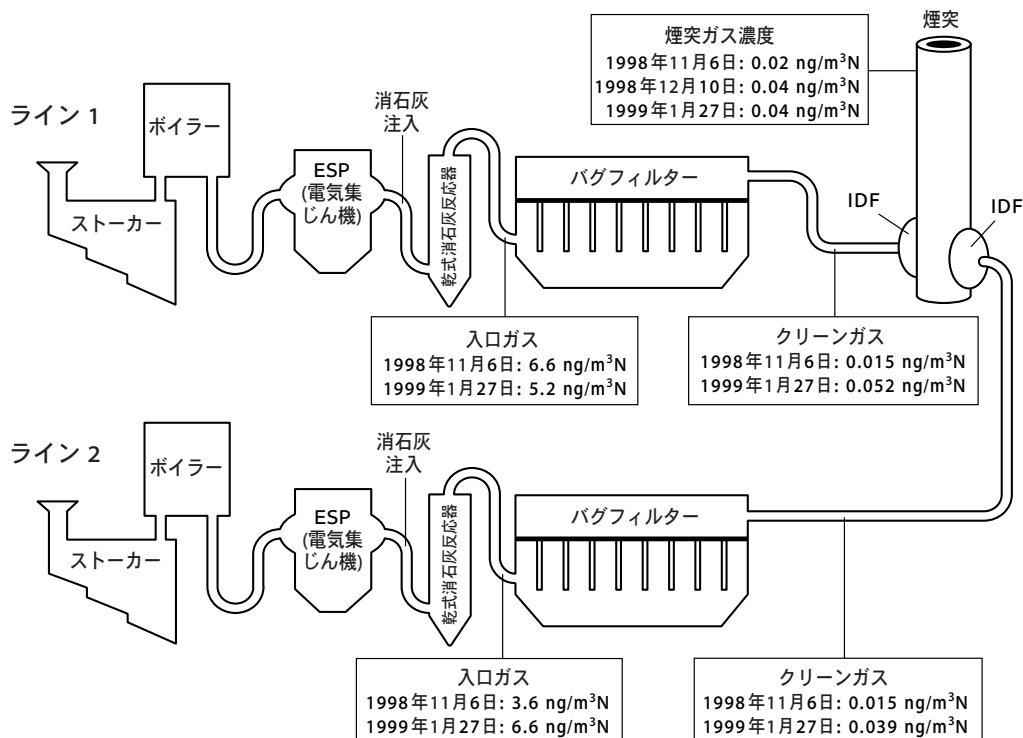 煙突
煙突ガス濃度
1998年11月6日: 0.02 ng/m³N
1998年12月10日: 0.04 ng/m³N
1999年1月27日: 0.04 ng/m³N
ライン 1
ボイラー
ストーカー
ESP
(電気集
じん機)
消石灰
注入
乾式消石灰反応器
バグフィルター
IDF
IDF
入口ガス
1998年11月6日: 6.6 ng/m³N
1999年1月27日: 5.2 ng/m³N
クリーンガス
1998年11月6日: 0.015 ng/m³N
1999年1月27日: 0.052 ng/m³N
ライン 2
ボイラー
ストーカー
ESP
(電気集
じん機)
消石灰
注入
乾式消石灰反応器
バグフィルター
入口ガス
1998年11月6日: 3.6 ng/m³N
1999年1月27日: 6.6 ng/m³N
クリーンガス
1998年11月6日: 0.015 ng/m³N
1999年1月27日: 0.039 ng/m³N